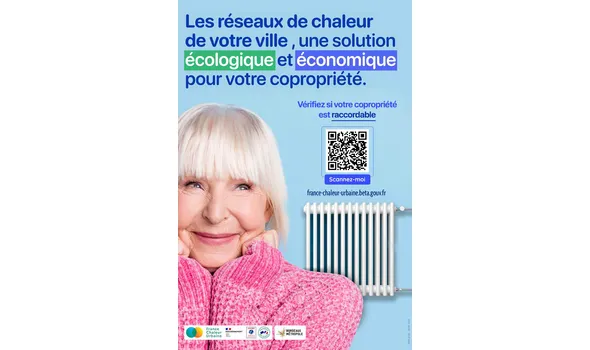 Les réseaux de chaleur
de votre ville , une solution
écologique et économique
pour votre copropriété.
Vérifiez si votre copropriété
est raccordable
Scannez-moi
france-chaleur-urbaine.beta.gouv.fr
France
Chaleur
Urbaine
BORDEAUX
MÉTROPOLE